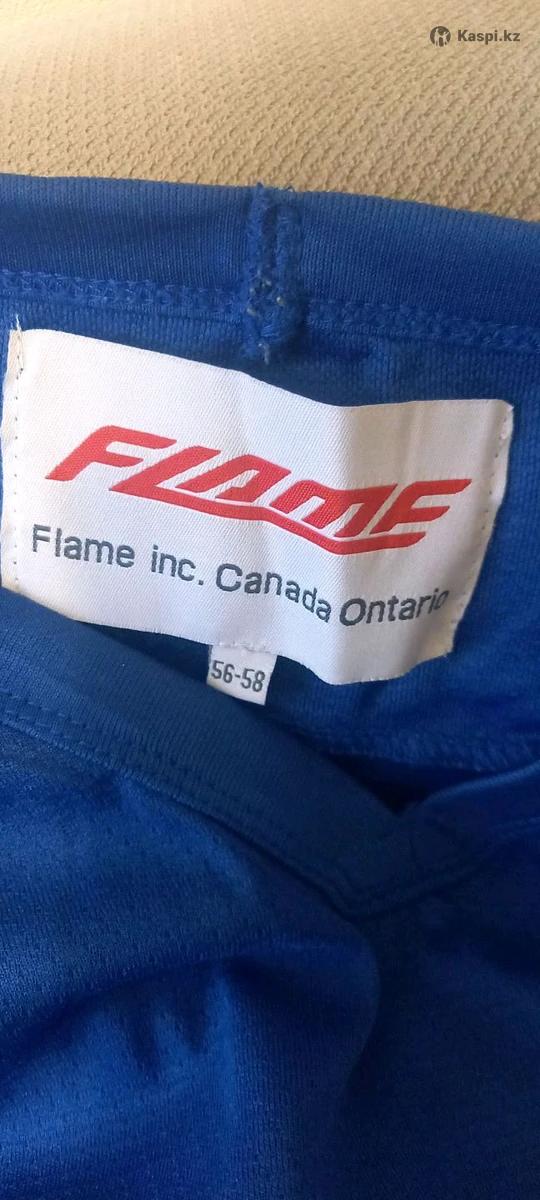 Kaspi.kz
FLAME
Flame inc. Canada Ontario
56-58